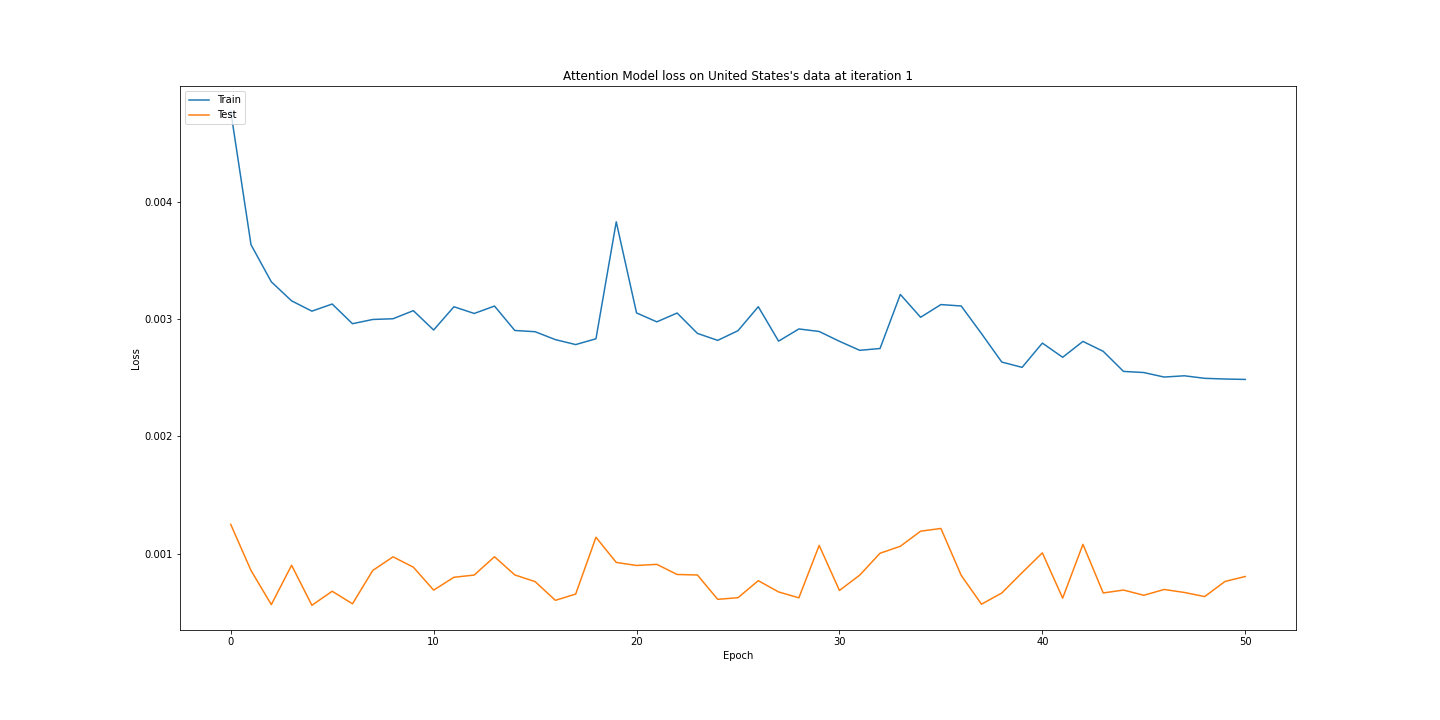 Attention Model loss on United States's data at iteration 1
Train
Test
0.004
0.003
0.002
0.001
Loss
0 10 20 30 40 50
Epoch